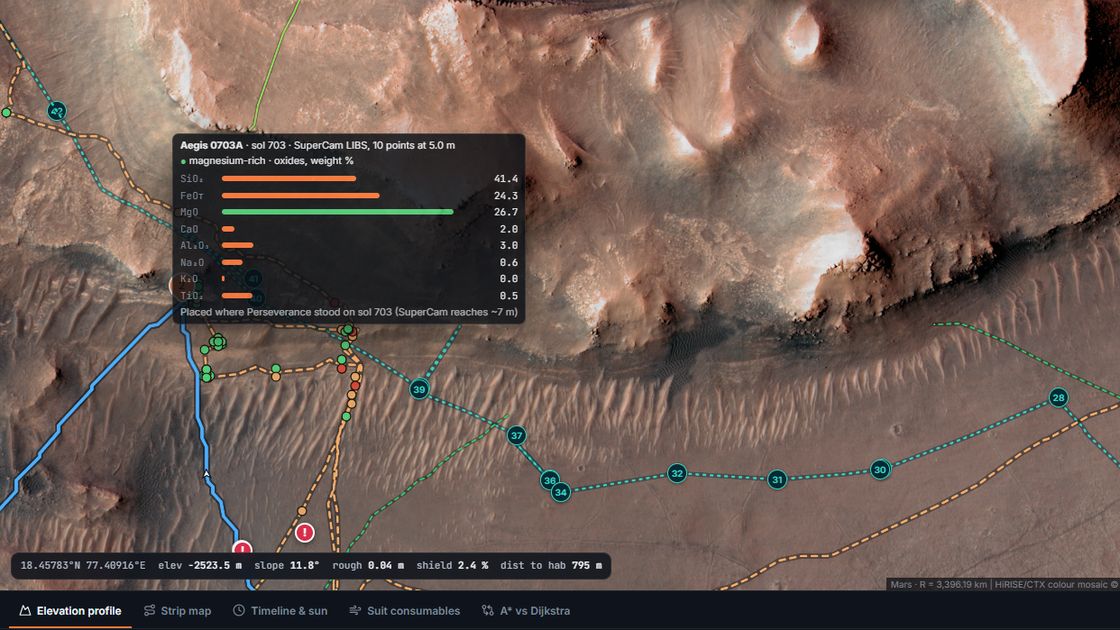 42
Aegis 0703A · sol 703 · SuperCam LIBS, 10 points at 5.0 m
magnesium-rich · oxides, weight %
SiO₂ 41.4
FeOT 24.3
MgO 26.7
CaO 2.0
Al₂O₃ 3.0
Na₂O 0.6
K₂O 0.0
TiO₂ 0.5
Placed where Perseverance stood on sol 703 (SuperCam reaches ~7 m)
41
40
39
28
37
30
32
31
36
34
!
!
18.45783°N 77.40916°E elev -2523.5 m slope 11.8° rough 0.04 m shield 2.4 % dist to hab 795 m
Mars · R = 3,396.19 km | HiRISE/CTX colour mosaic ©
Elevation profile Strip map Timeline & sun Suit consumables A* vs Dijkstra